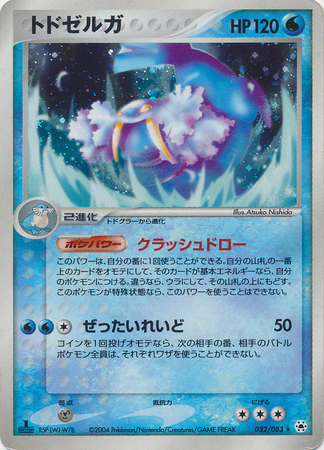 トドゼルガ HP120
Illus.Atsuko Nishida
2進化 トドグラーから進化
ポケパワー クラッシュドロー
このパワーは、自分の番に1回使うことができる。自分の山札の一番
上のカードをオモテにして、そのカードが基本エネルギーなら、自分
のポケモンにつける。違うなら、ウラにして、その山札の上にもどす。
このポケモンが特殊状態なら、このパワーを使うことはできない。
ぜったいれいど 50
コインを1回投げオモテなら、次の相手の番、相手のバトル
ポケモン全員は、それぞれワザを使うことができない。
弱点 抵抗力 にげる
1 EDITION
©2004 Pokémon/Nintendo/Creatures/GAME FREAK
032/083 ★